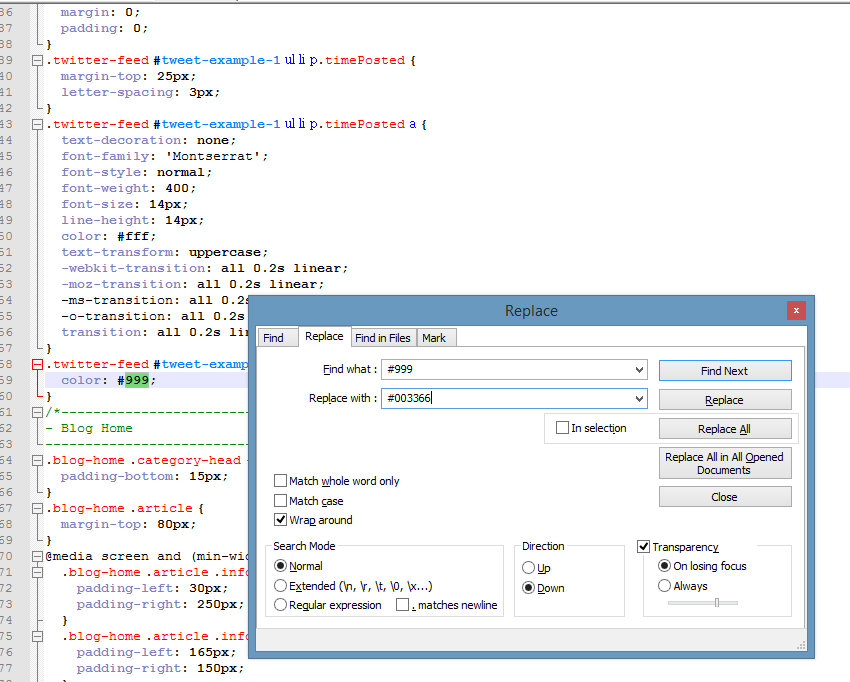 36 margin: 0;
37 padding: 0;
38 }
39 .twitter-feed #tweet-example-1 ul li p.timePosted {
40 margin-top: 25px;
41 letter-spacing: 3px;
42 }
43 .twitter-feed #tweet-example-1 ul li p.timePosted a {
44 text-decoration: none;
45 font-family: 'Montserrat';
46 font-style: normal;
47 font-weight: 400;
48 font-size: 14px;
49 line-height: 14px;
50 color: #fff;
51 text-transform: uppercase;
52 -webkit-transition: all 0.2s linear;
53 -moz-transition: all 0.2s linear;
54 -ms-transition: all 0.2s
55 -o-transition: all 0.2s
56 transition: all 0.2s li
57 }
58 .twitter-feed #tweet-examp
59 color: #999;
60 }
61 /*-------------------------
62 - Blog Home
63 --------------------------
64 .blog-home .category-head
65 padding-bottom: 15px;
66 }
67 .blog-home .article {
68 margin-top: 80px;
69 }
70 @media screen and (min-wid
71 .blog-home .article .info
72 padding-left: 30px;
73 padding-right: 250px;
74 }
75 .blog-home .article .info
76 padding-left: 165px;
77 padding-right: 150px;
Replace
x
Find Replace Find in Files Mark
Find what : #999 Find Next
Replace with : #003366 Replace
In selection Replace All
Replace All in All Opened Documents
Close
Match whole word only
Match case
Wrap around
Search Mode
Normal
Extended (\n, \r, \t, \0, \x...)
Regular expression . matches newline
Direction
Up
Down
Transparency
On losing focus
Always